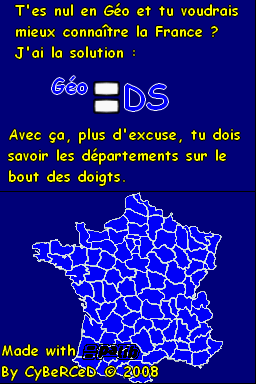 T'es nul en Géo et tu voudrais
mieux connaître la France ?
J'ai la solution :
Géo DS
Avec ça, plus d'excuse, tu dois
savoir les départements sur le
bout des doigts.
Made with
By CyBeRCeD © 2008